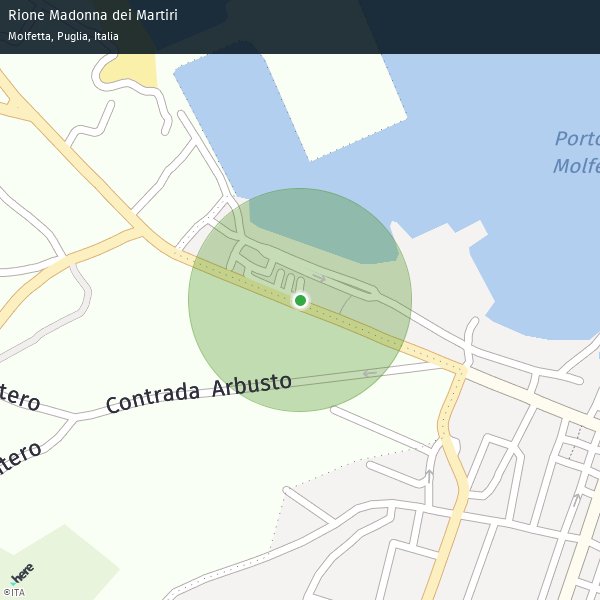 Rione Madonna dei Martiri
Molfetta, Puglia, Italia
Porto
Molfe
Contrada Arbusto
tero
tero
here
©ITA